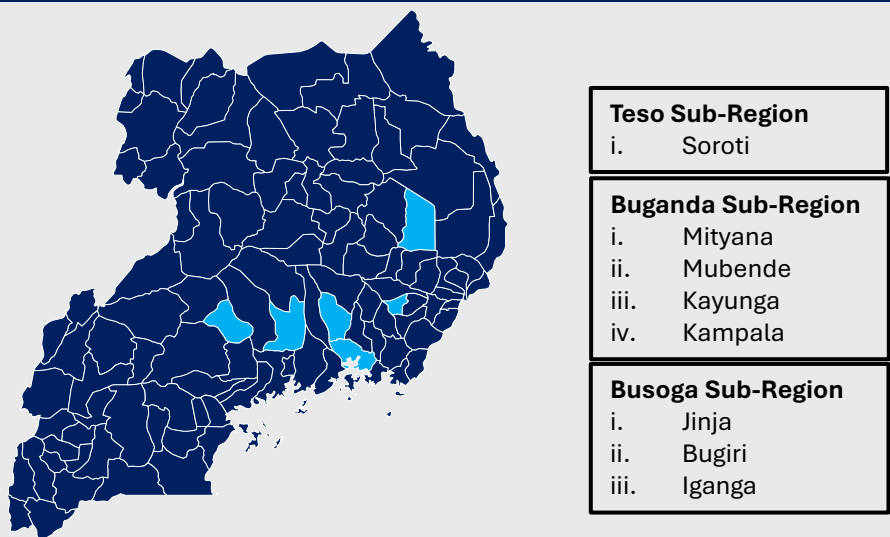 Teso Sub-Region
i. Soroti
Buganda Sub-Region
i. Mityana
ii. Mubende
iii. Kayunga
iv. Kampala
Busoga Sub-Region
i. Jinja
ii. Bugiri
iii. Iganga